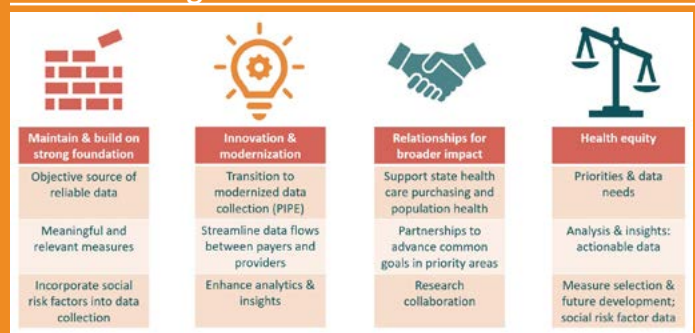 Maintain & build on
strong foundation
Objective source of
reliable data
Meaningful and
relevant measures
Incorporate social
risk factors into data
collection
Innovation &
modernization
Transition to
modernized data
collection (PIPE)
Streamline data flows
between payers and
providers
Enhance analytics &
insights
Relationships for
broader impact
Support state health
care purchasing and
population health
Partnerships to
advance common
goals in priority areas
Research
collaboration
Health equity
Priorities & data
needs
Analysis & insights:
actionable data
Measure selection &
future development;
social risk factor data